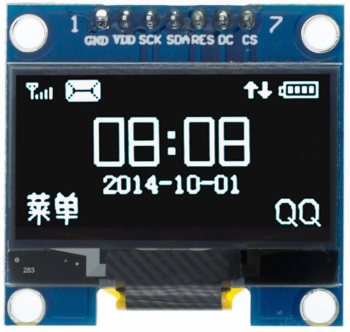 1 7
GND VDD SCK SDA RES DC CS
08:08
2014-10-01
菜单 QQ
283